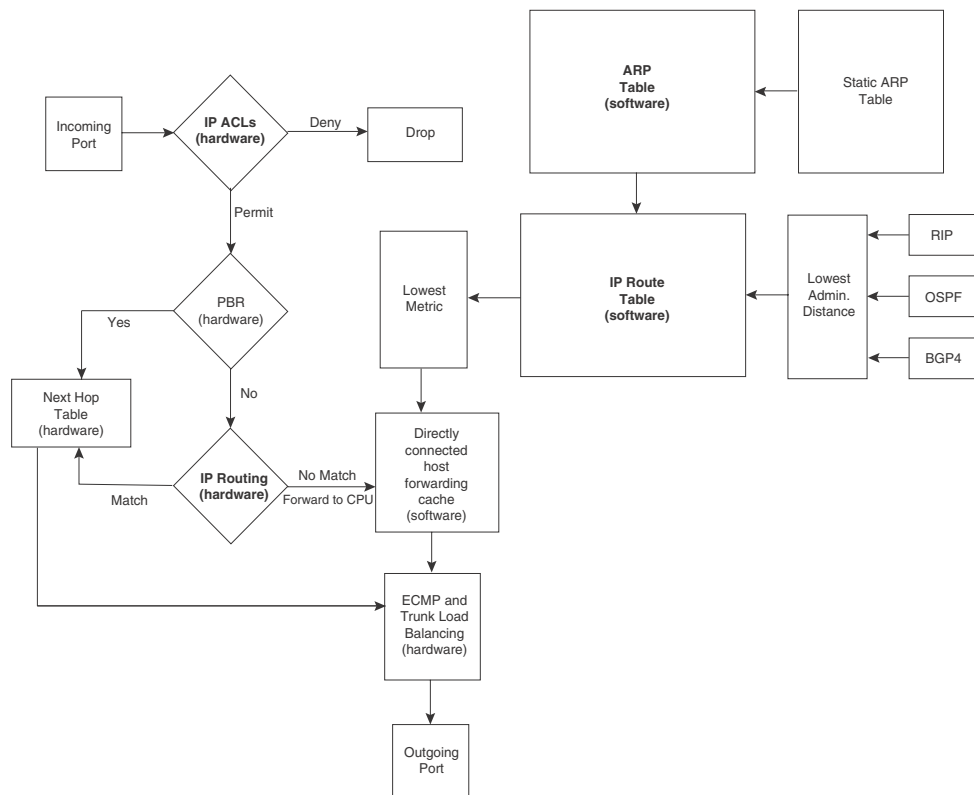 ARP
Table
(software)
Static ARP
Table
Incoming
Port
IP ACLs
(hardware)
Deny
Drop
Permit
PBR
(hardware)
Yes
No
Next Hop
Table
(hardware)
Match
IP Routing
(hardware)
No Match
Forward to CPU
Lowest
Metric
IP Route
Table
(software)
Lowest
Admin.
Distance
RIP
OSPF
BGP4
Directly
connected
host
forwarding
cache
(software)
ECMP and
Trunk Load
Balancing
(hardware)
Outgoing
Port